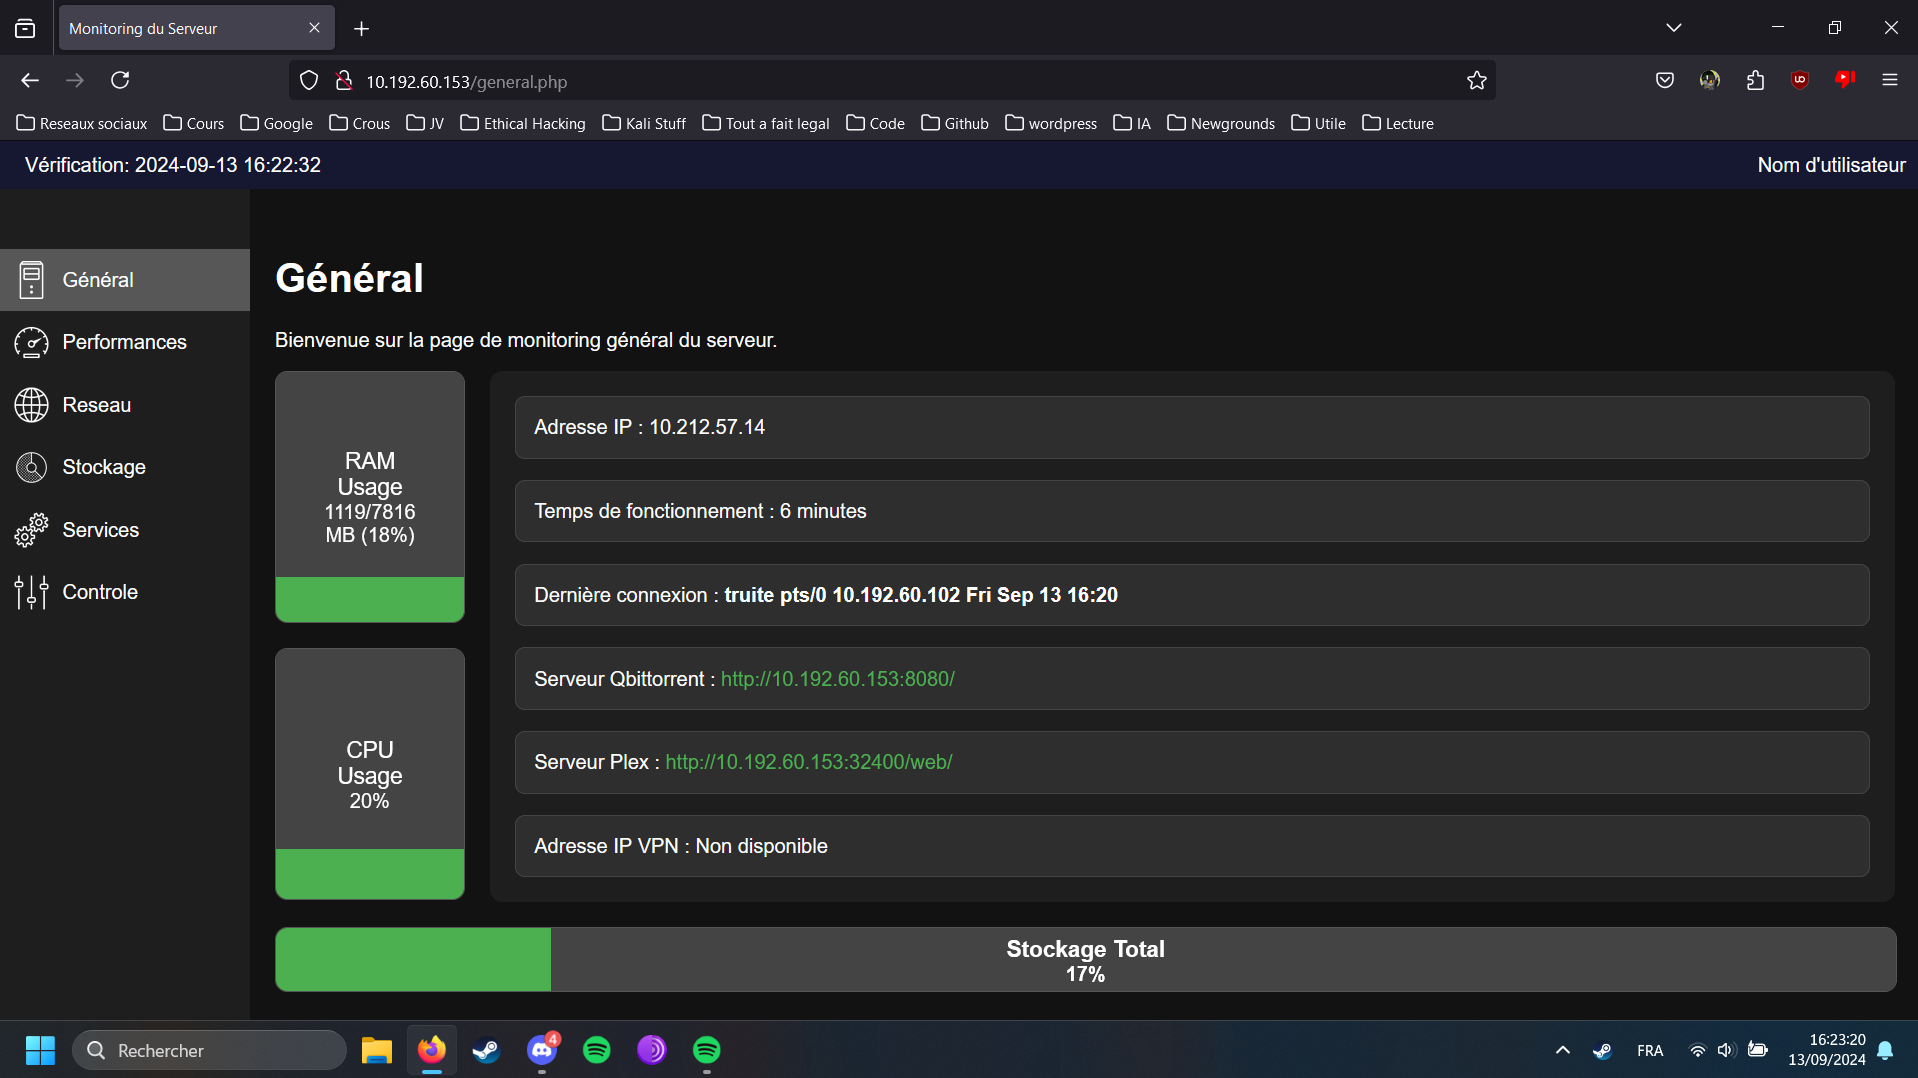 Monitoring du Serveur
10.192.60.153/general.php
Reseaux sociaux Cours Google Crous JV Ethical Hacking Kali Stuff Tout a fait legal Code Github wordpress IA Newgrounds Utile Lecture
Vérification: 2024-09-13 16:22:32 Nom d'utilisateur
Général
Performances
Reseau
Stockage
Services
Controle
Général
Bienvenue sur la page de monitoring général du serveur.
RAM
Usage
1119/7816
MB (18%)
CPU
Usage
20%
Adresse IP : 10.212.57.14
Temps de fonctionnement : 6 minutes
Dernière connexion : truite pts/0 10.192.60.102 Fri Sep 13 16:20
Serveur Qbittorrent : http://10.192.60.153:8080/
Serveur Plex : http://10.192.60.153:32400/web/
Adresse IP VPN : Non disponible
Stockage Total
17%
Rechercher
4
FRA
16:23:20
13/09/2024